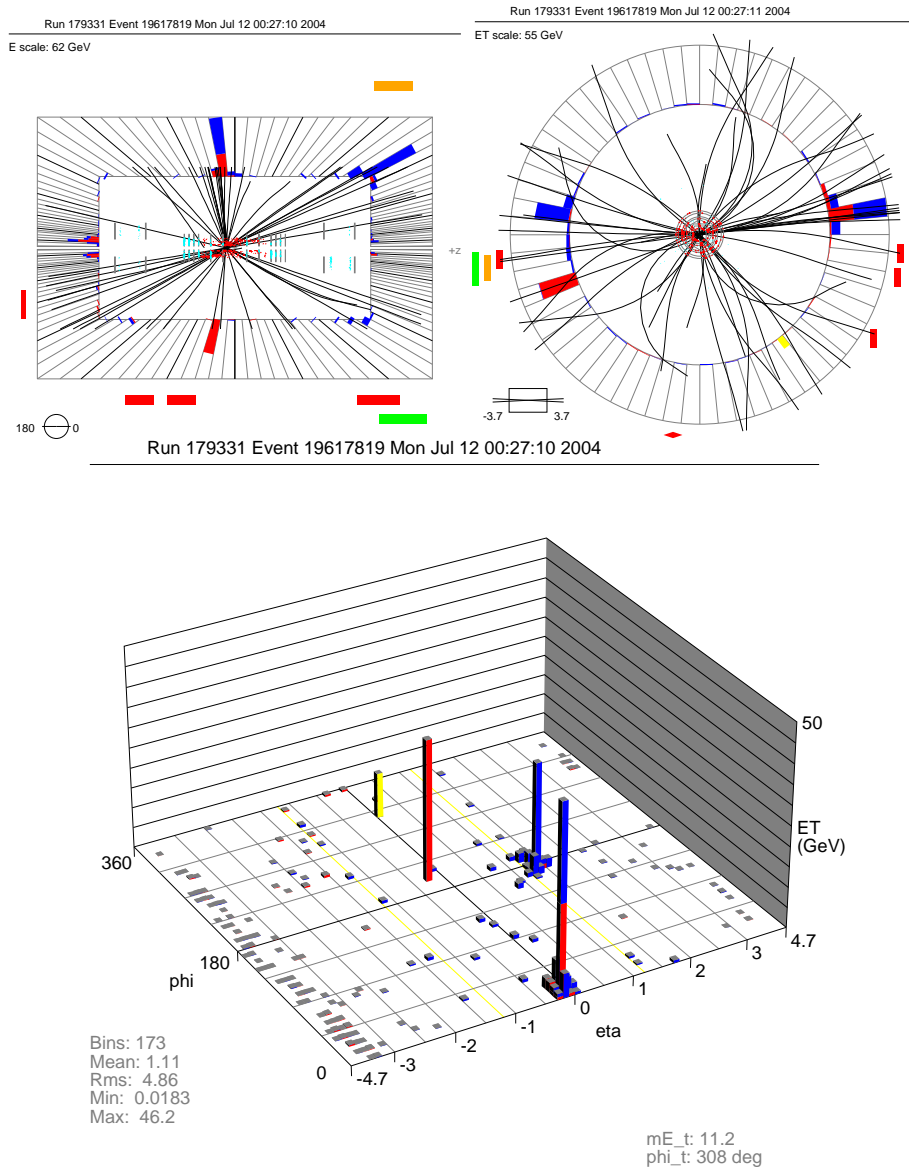 Run 179331 Event 19617819 Mon Jul 12 00:27:10 2004
E scale: 62 GeV
Run 179331 Event 19617819 Mon Jul 12 00:27:11 2004
ET scale: 55 GeV
+z
180 0
-3.7 3.7
Run 179331 Event 19617819 Mon Jul 12 00:27:10 2004
50
ET
(GeV)
360
180
phi
0
-4.7
-3
-2
-1
0
1
2
3
4.7
eta
Bins: 173
Mean: 1.11
Rms: 4.86
Min: 0.0183
Max: 46.2
mE_t: 11.2
phi_t: 308 deg